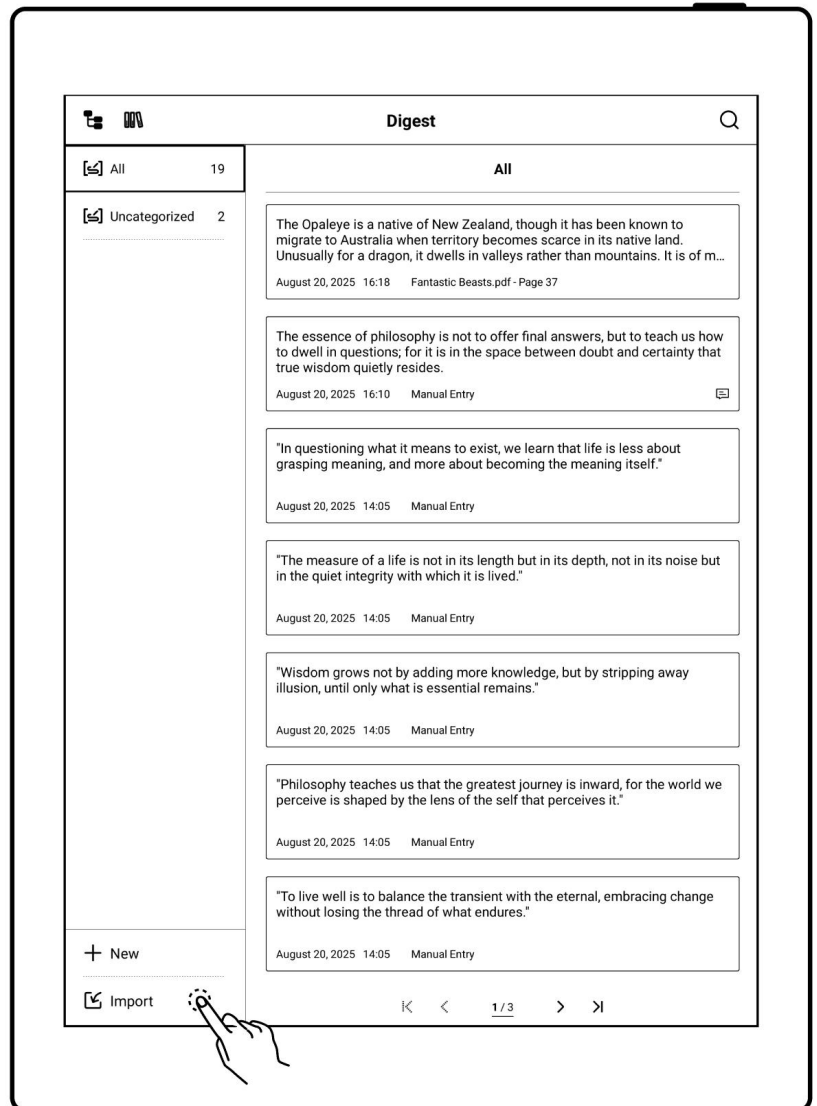 Digest
All 19
Uncategorized 2
All
The Opaleye is a native of New Zealand, though it has been known to
migrate to Australia when territory becomes scarce in its native land.
Unusually for a dragon, it dwells in valleys rather than mountains. It is of m...
August 20, 2025 16:18 Fantastic Beasts.pdf - Page 37
The essence of philosophy is not to offer final answers, but to teach us how
to dwell in questions; for it is in the space between doubt and certainty that
true wisdom quietly resides.
August 20, 2025 16:10 Manual Entry
"In questioning what it means to exist, we learn that life is less about
grasping meaning, and more about becoming the meaning itself."
August 20, 2025 14:05 Manual Entry
"The measure of a life is not in its length but in its depth, not in its noise but
in the quiet integrity with which it is lived."
August 20, 2025 14:05 Manual Entry
"Wisdom grows not by adding more knowledge, but by stripping away
illusion, until only what is essential remains."
August 20, 2025 14:05 Manual Entry
"Philosophy teaches us that the greatest journey is inward, for the world we
perceive is shaped by the lens of the self that perceives it."
August 20, 2025 14:05 Manual Entry
"To live well is to balance the transient with the eternal, embracing change
without losing the thread of what endures."
August 20, 2025 14:05 Manual Entry
New
Import
1 / 3